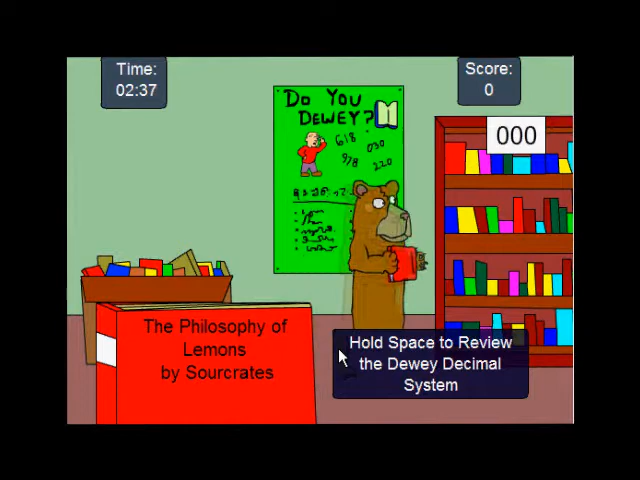 Time:
02:37
Score:
0
DO YOU
DEWEY?
618
030
978
220
000
The Philosophy of
Lemons
by Sourcrates
Hold Space to Review
the Dewey Decimal
System